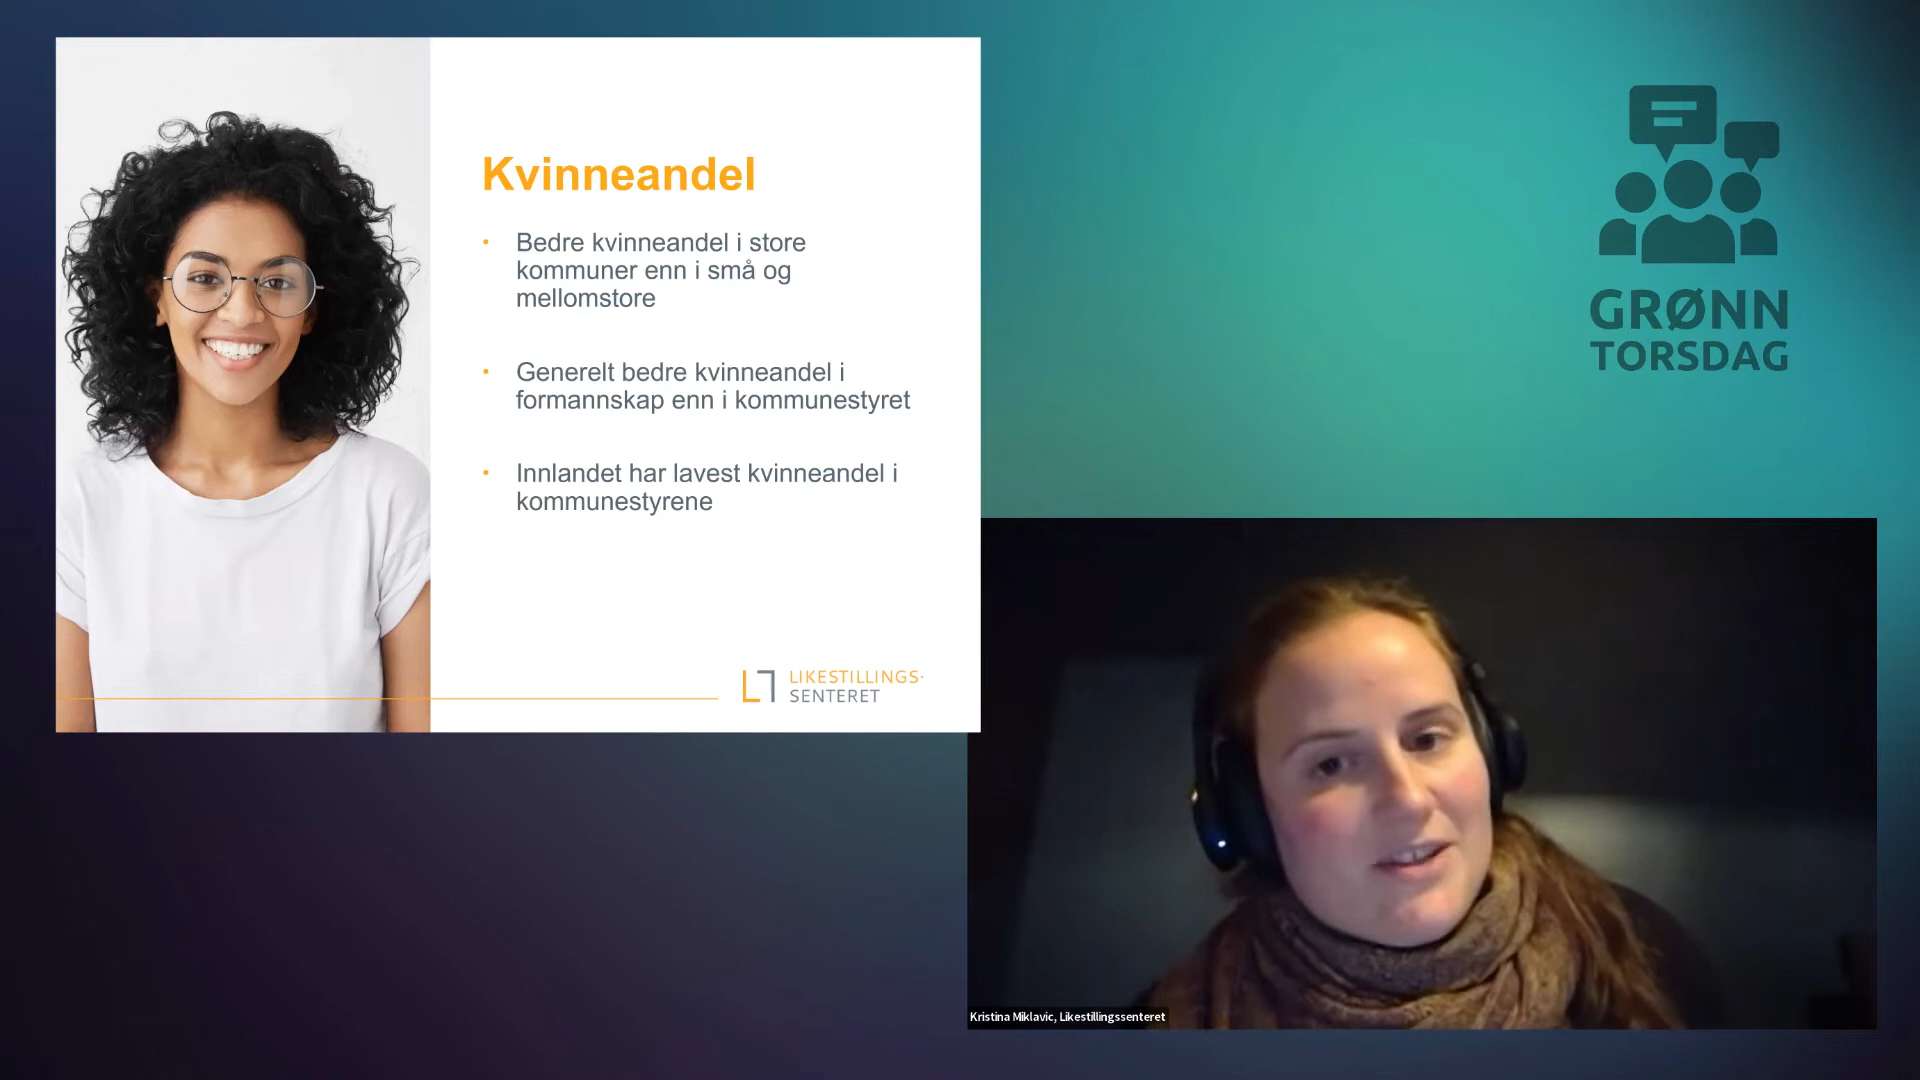 Kvinneandel
• Bedre kvinneandel i store
kommuner enn i små og
mellomstore
• Generelt bedre kvinneandel i
formannskap enn i kommunestyret
• Innlandet har lavest kvinneandel i
kommunestyrene
LIKESTILLINGS-
SENTERET
GRØNN
TORSDAG
Kristina Miklavic, Likestillingssenteret